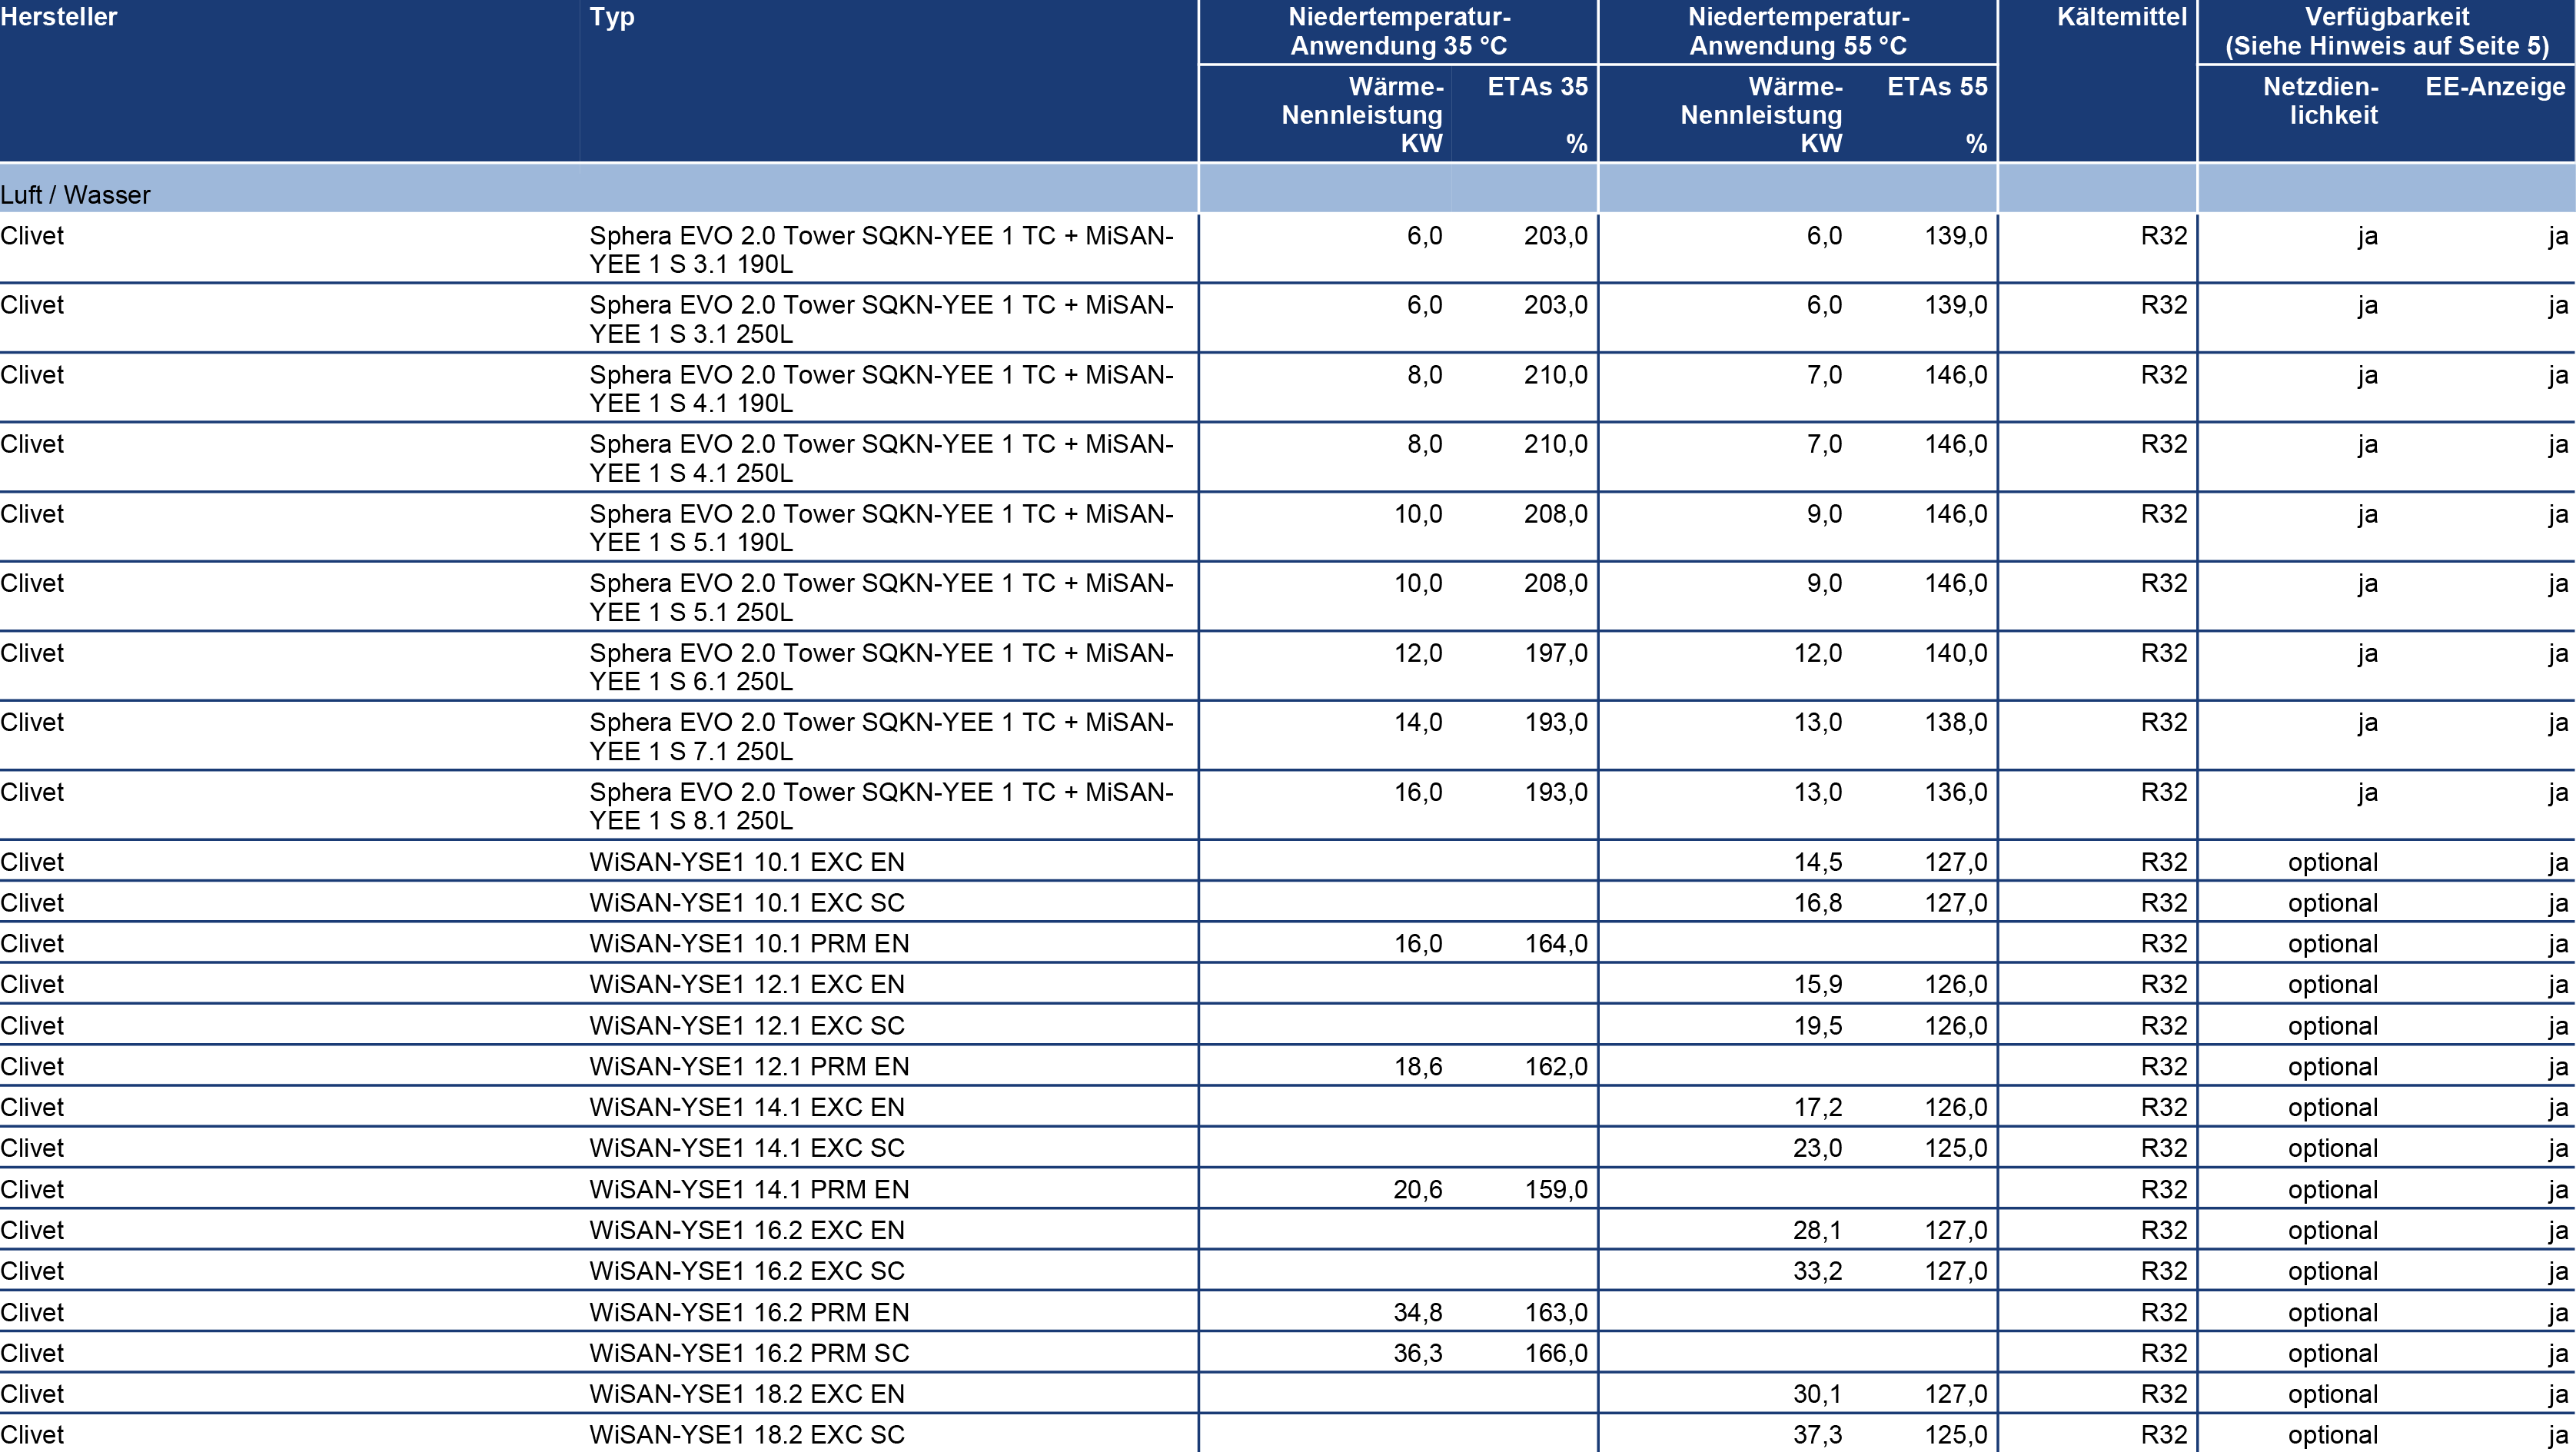 Hersteller Typ Niedertemperatur- Niedertemperatur- Kältemittel Verfügbarkeit
Anwendung 35 °C Anwendung 55 °C (Siehe Hinweis auf Seite 5)
Wärme- ETAs 35 Wärme- ETAs 55 Netzdien- EE-Anzeige
Nennleistung Nennleistung lichkeit
KW % KW %
Luft / Wasser
Clivet Sphera EVO 2.0 Tower SQKN-YEE 1 TC + MiSAN- 6,0 203,0 6,0 139,0 R32 ja ja
YEE 1 S 3.1 190L
Clivet Sphera EVO 2.0 Tower SQKN-YEE 1 TC + MiSAN- 6,0 203,0 6,0 139,0 R32 ja ja
YEE 1 S 3.1 250L
Clivet Sphera EVO 2.0 Tower SQKN-YEE 1 TC + MiSAN- 8,0 210,0 7,0 146,0 R32 ja ja
YEE 1 S 4.1 190L
Clivet Sphera EVO 2.0 Tower SQKN-YEE 1 TC + MiSAN- 8,0 210,0 7,0 146,0 R32 ja ja
YEE 1 S 4.1 250L
Clivet Sphera EVO 2.0 Tower SQKN-YEE 1 TC + MiSAN- 10,0 208,0 9,0 146,0 R32 ja ja
YEE 1 S 5.1 190L
Clivet Sphera EVO 2.0 Tower SQKN-YEE 1 TC + MiSAN- 10,0 208,0 9,0 146,0 R32 ja ja
YEE 1 S 5.1 250L
Clivet Sphera EVO 2.0 Tower SQKN-YEE 1 TC + MiSAN- 12,0 197,0 12,0 140,0 R32 ja ja
YEE 1 S 6.1 250L
Clivet Sphera EVO 2.0 Tower SQKN-YEE 1 TC + MiSAN- 14,0 193,0 13,0 138,0 R32 ja ja
YEE 1 S 7.1 250L
Clivet Sphera EVO 2.0 Tower SQKN-YEE 1 TC + MiSAN- 16,0 193,0 13,0 136,0 R32 ja ja
YEE 1 S 8.1 250L
Clivet WiSAN-YSE1 10.1 EXC EN 14,5 127,0 R32 optional ja
Clivet WiSAN-YSE1 10.1 EXC SC 16,8 127,0 R32 optional ja
Clivet WiSAN-YSE1 10.1 PRM EN 16,0 164,0 R32 optional ja
Clivet WiSAN-YSE1 12.1 EXC EN 15,9 126,0 R32 optional ja
Clivet WiSAN-YSE1 12.1 EXC SC 19,5 126,0 R32 optional ja
Clivet WiSAN-YSE1 12.1 PRM EN 18,6 162,0 R32 optional ja
Clivet WiSAN-YSE1 14.1 EXC EN 17,2 126,0 R32 optional ja
Clivet WiSAN-YSE1 14.1 EXC SC 23,0 125,0 R32 optional ja
Clivet WiSAN-YSE1 14.1 PRM EN 20,6 159,0 R32 optional ja
Clivet WiSAN-YSE1 16.2 EXC EN 28,1 127,0 R32 optional ja
Clivet WiSAN-YSE1 16.2 EXC SC 33,2 127,0 R32 optional ja
Clivet WiSAN-YSE1 16.2 PRM EN 34,8 163,0 R32 optional ja
Clivet WiSAN-YSE1 16.2 PRM SC 36,3 166,0 R32 optional ja
Clivet WiSAN-YSE1 18.2 EXC EN 30,1 127,0 R32 optional ja
Clivet WiSAN-YSE1 18.2 EXC SC 37,3 125,0 R32 optional ja